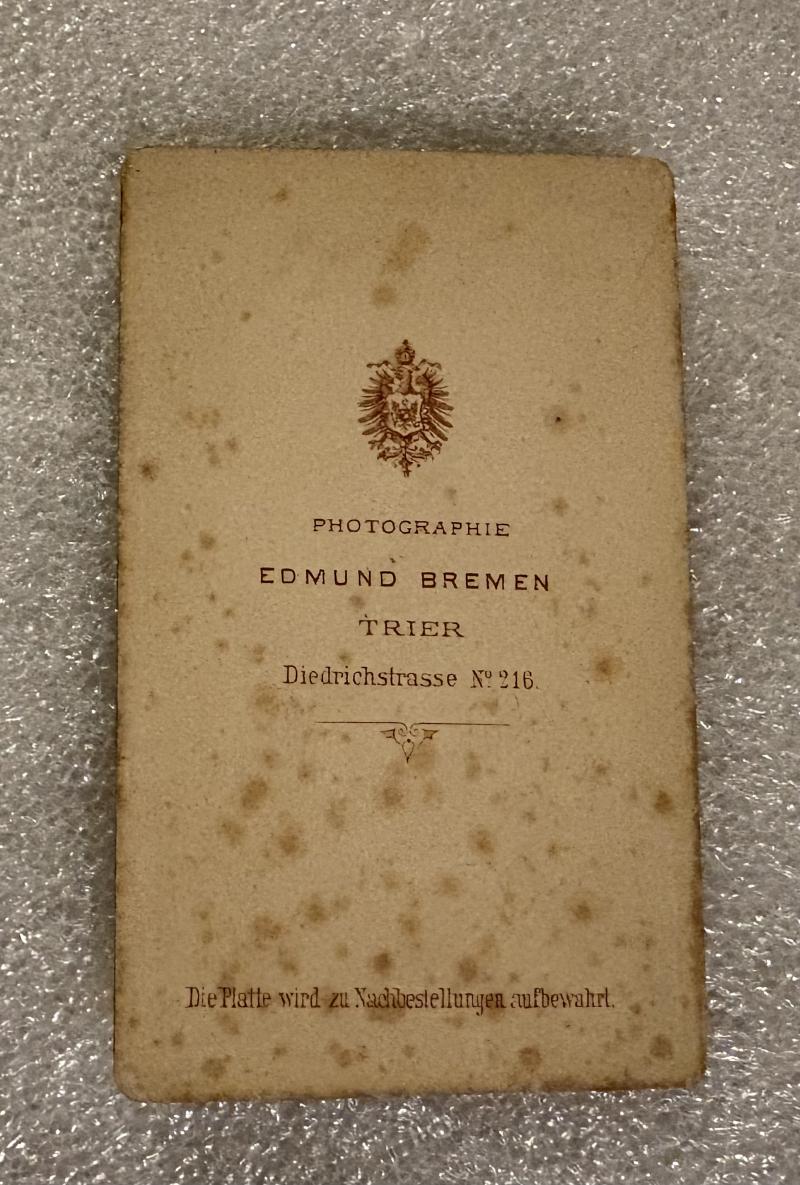 PHOTOGRAPHIE
EDMUND BREMEN
TRIER
Diedrichstrasse Nº 216.
Die Platte wird zu Nachbestellungen aufbewahrt.